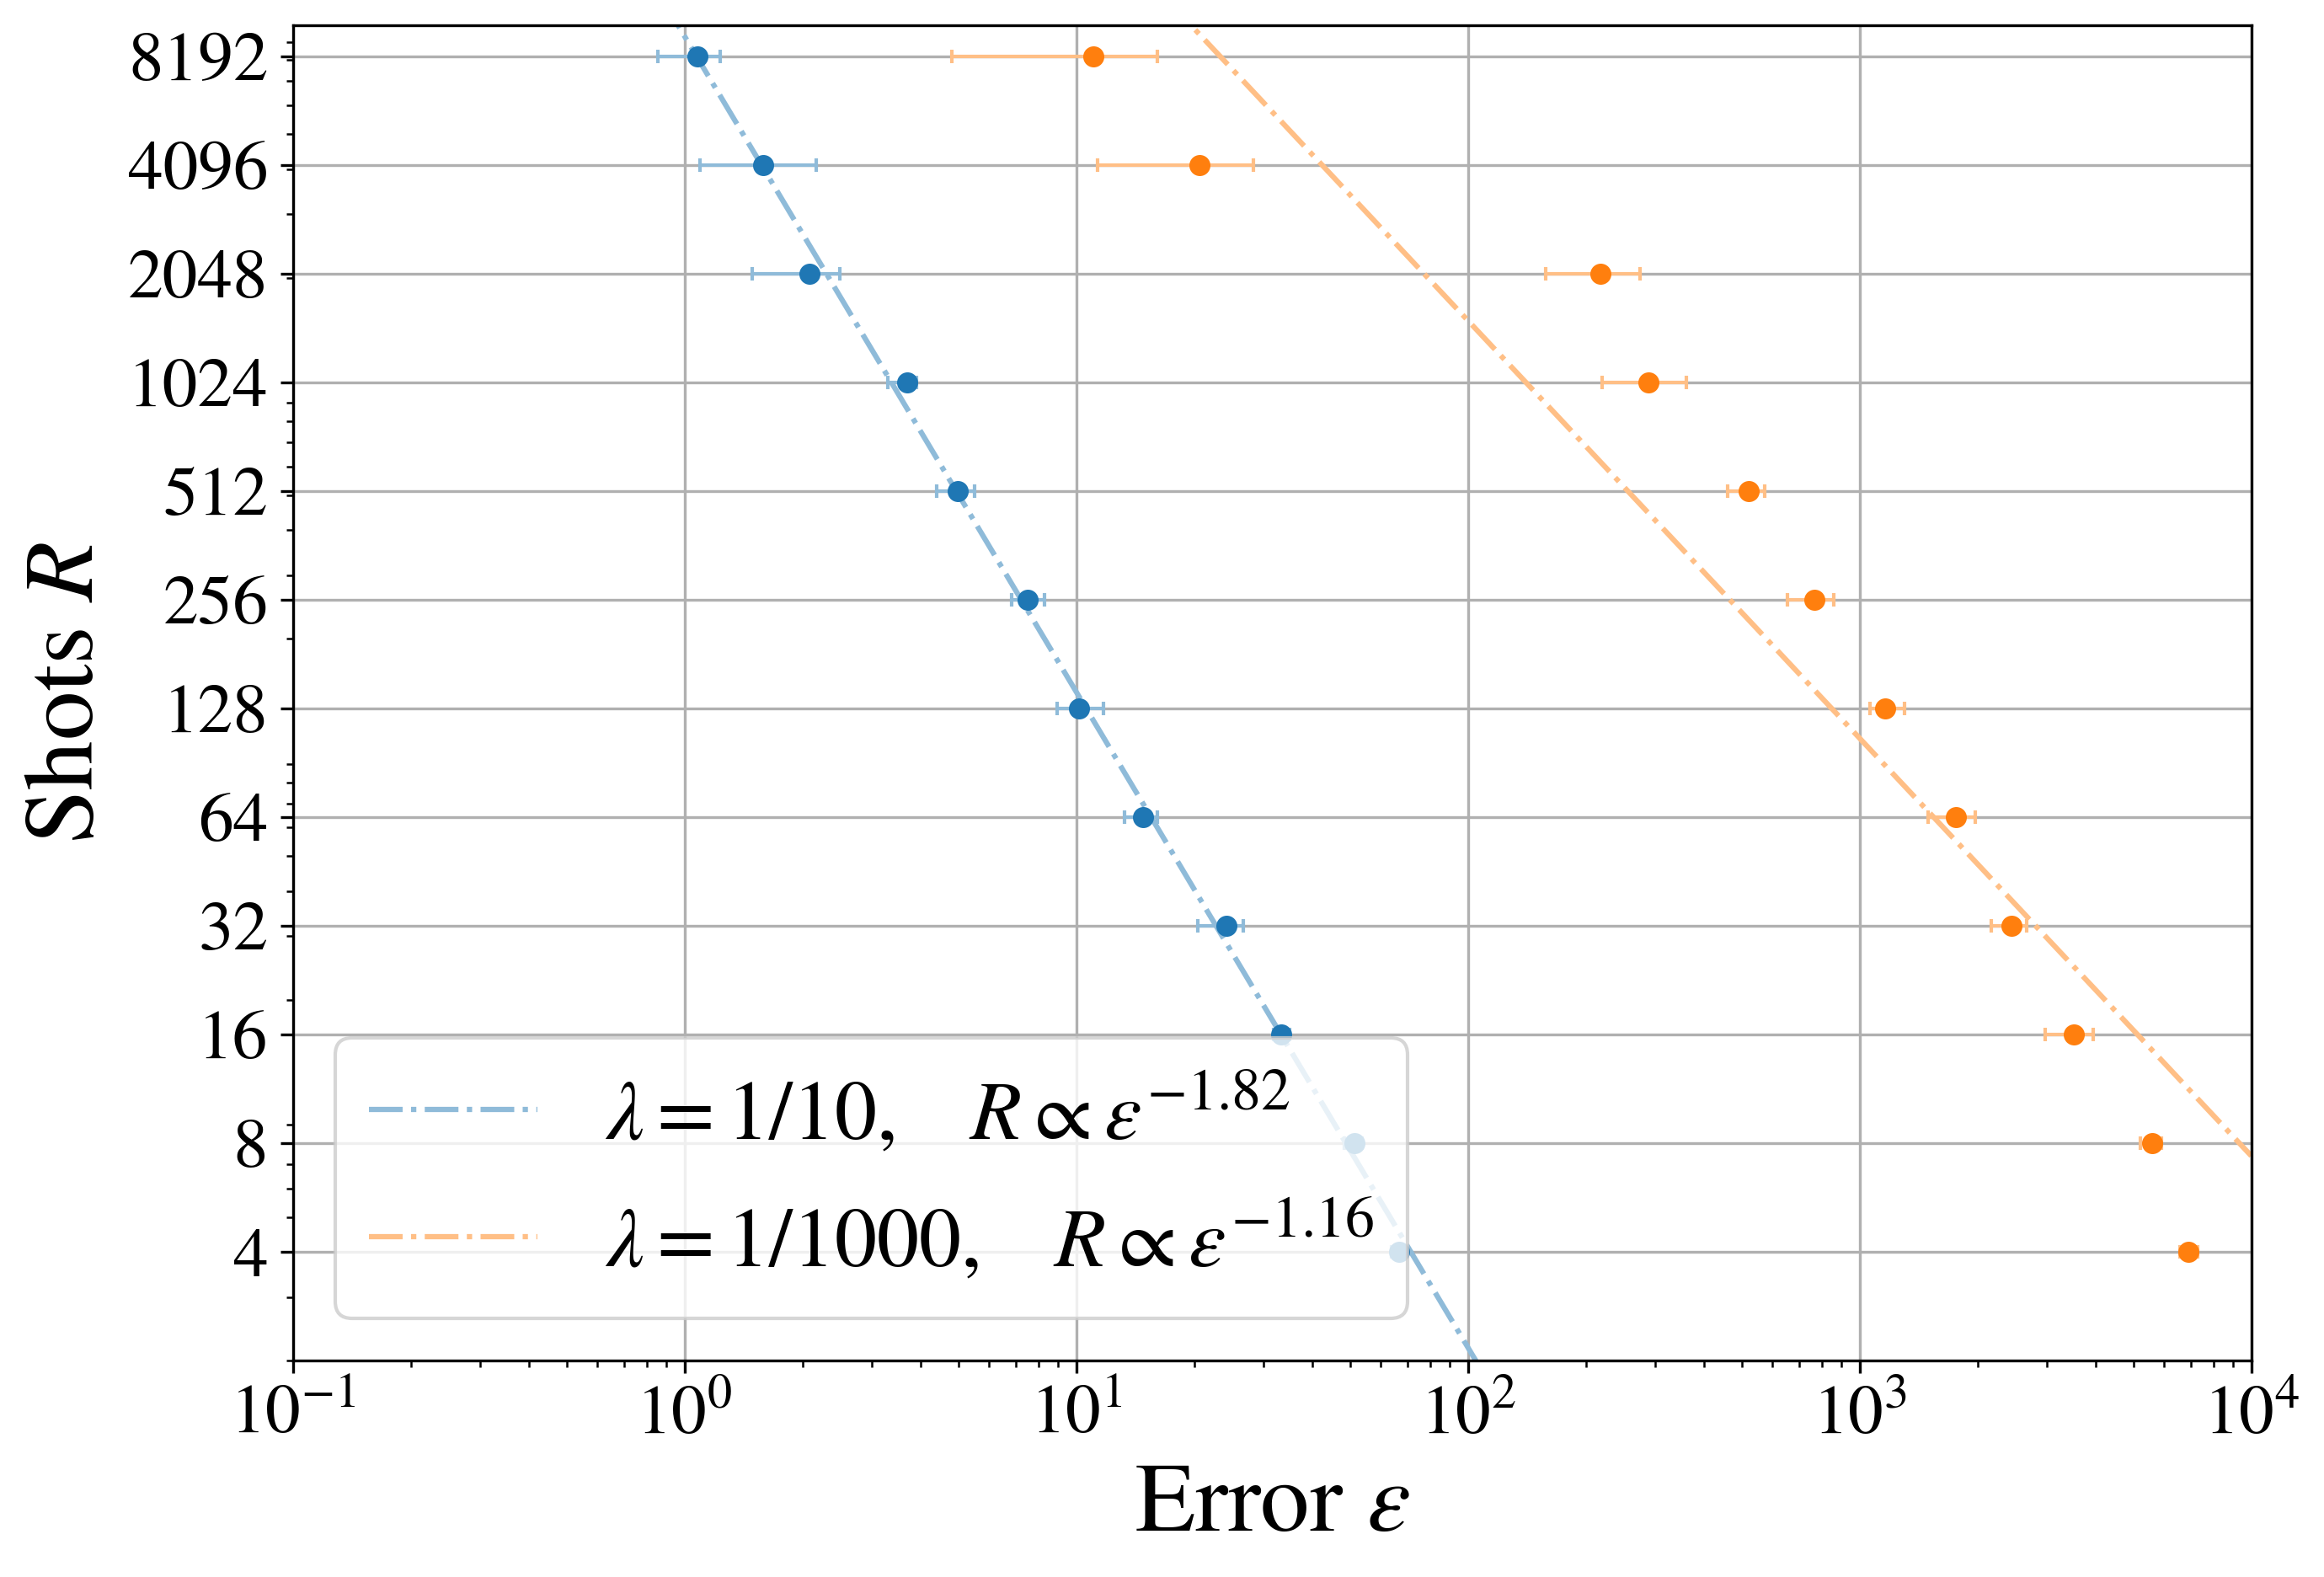 8192
4096
2048
1024
512
256
128
64
32
16
8
4
Shots R
λ = 1/10, R ∝ ε^{−1.82}
λ = 1/1000, R ∝ ε^{−1.16}
10^{−1} 10^{0} 10^{1} 10^{2} 10^{3} 10^{4}
Error ε